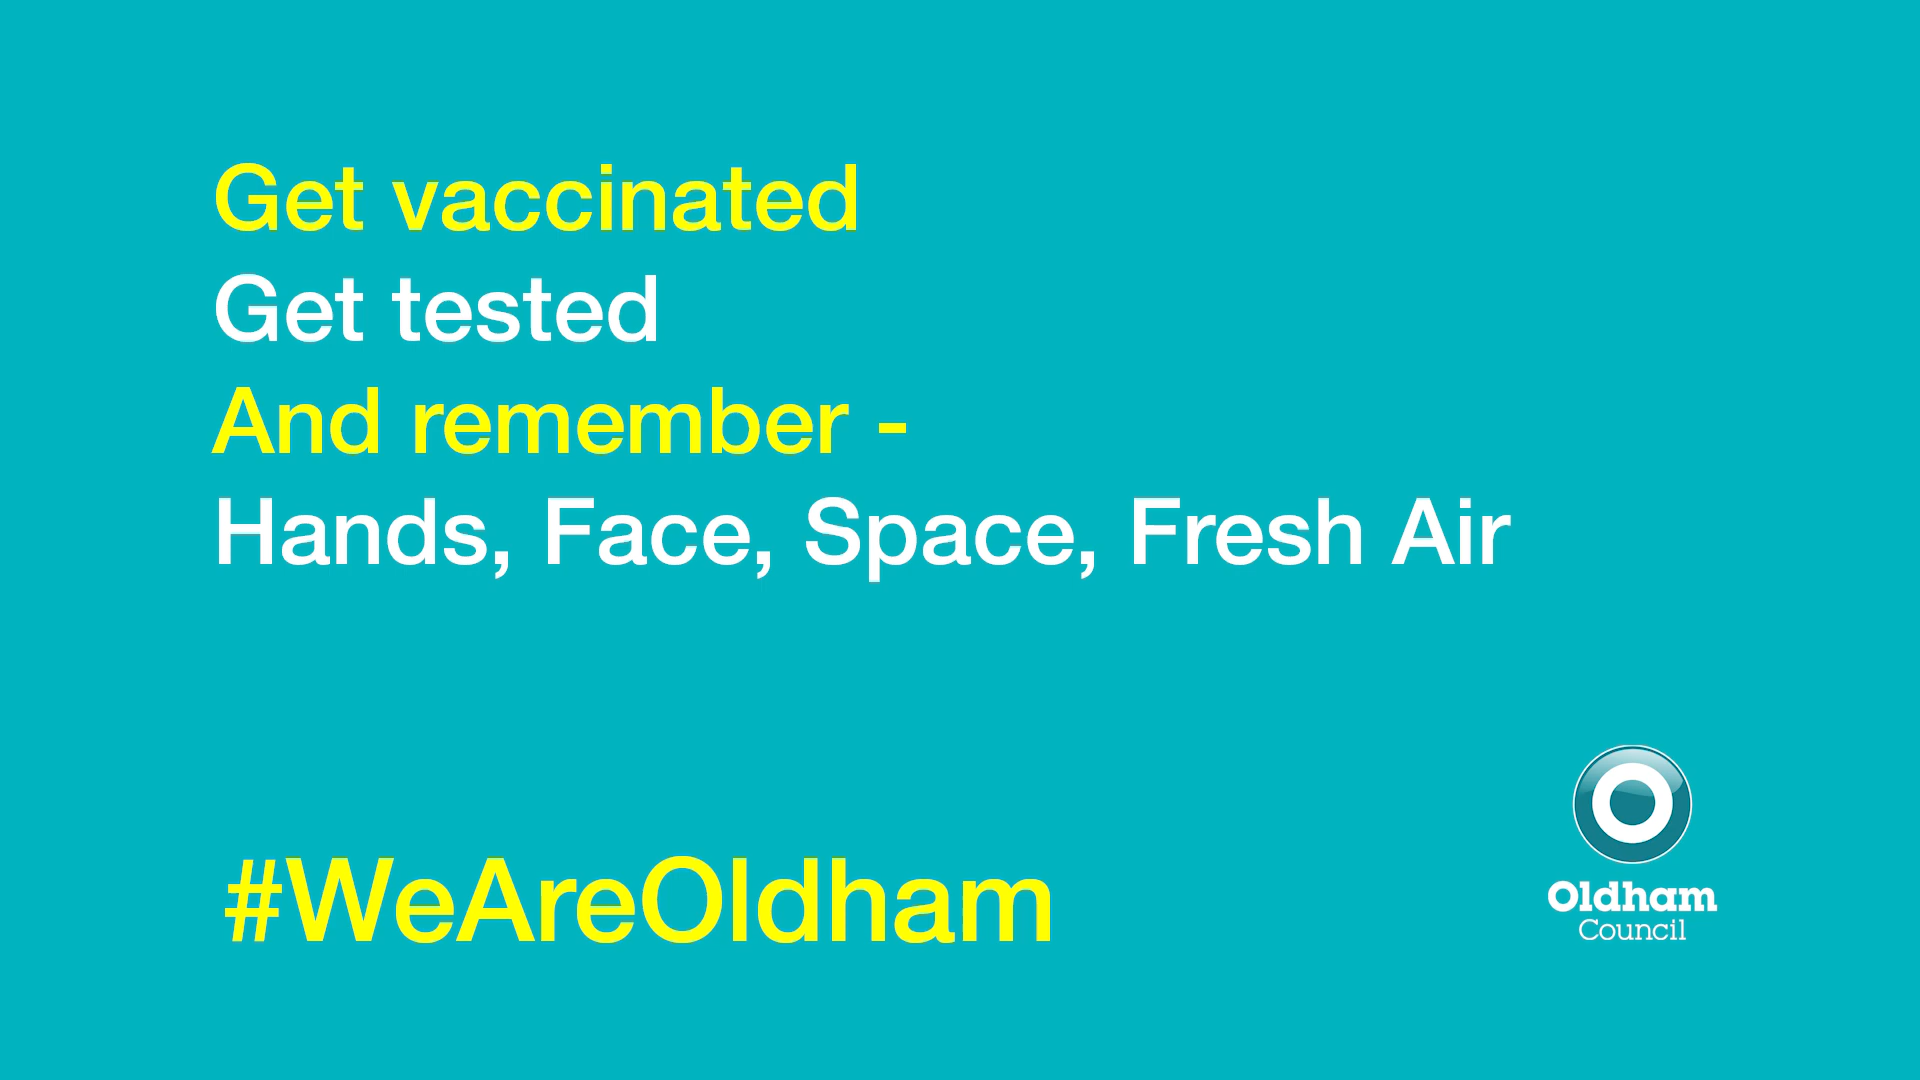 Get vaccinated
Get tested
And remember -
Hands, Face, Space, Fresh Air
#WeAreOldham
Oldham
Council